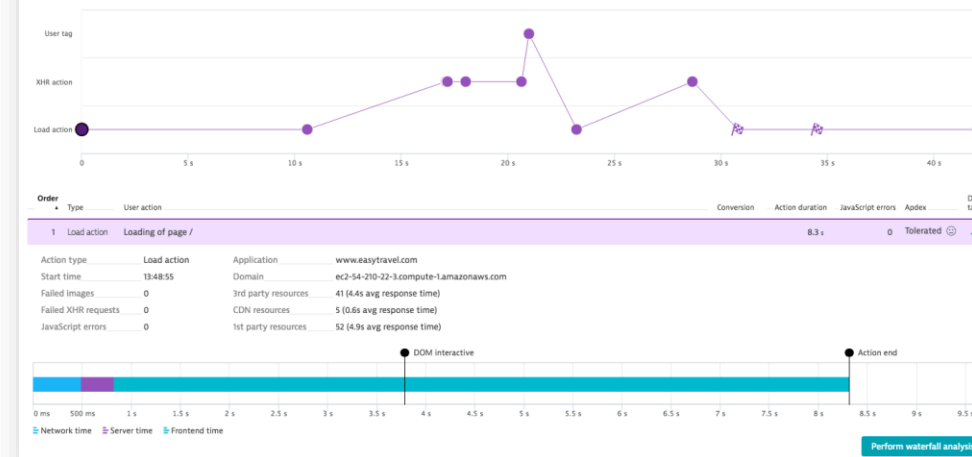 User tag
XHR action
Load action
0 5 s 10 s 15 s 20 s 25 s 30 s 35 s 40 s
Order Type User action Conversion Action duration JavaScript errors Apdex
1 Load action Loading of page / 8.3 s 0 Tolerated
Action type Load action Application www.easytravel.com
Start time 13:48:55 Domain ec2-54-210-22-3.compute-1.amazonaws.com
Failed images 0 3rd party resources 41 (4.4s avg response time)
Failed XHR requests 0 CDN resources 5 (0.6s avg response time)
JavaScript errors 0 1st party resources 52 (4.9s avg response time)
DOM interactive Action end
0 ms 500 ms 1 s 1.5 s 2 s 2.5 s 3 s 3.5 s 4 s 4.5 s 5 s 5.5 s 6 s 6.5 s 7 s 7.5 s 8 s 8.5 s 9 s 9.5 s
Network time Server time Frontend time
Perform waterfall analysis